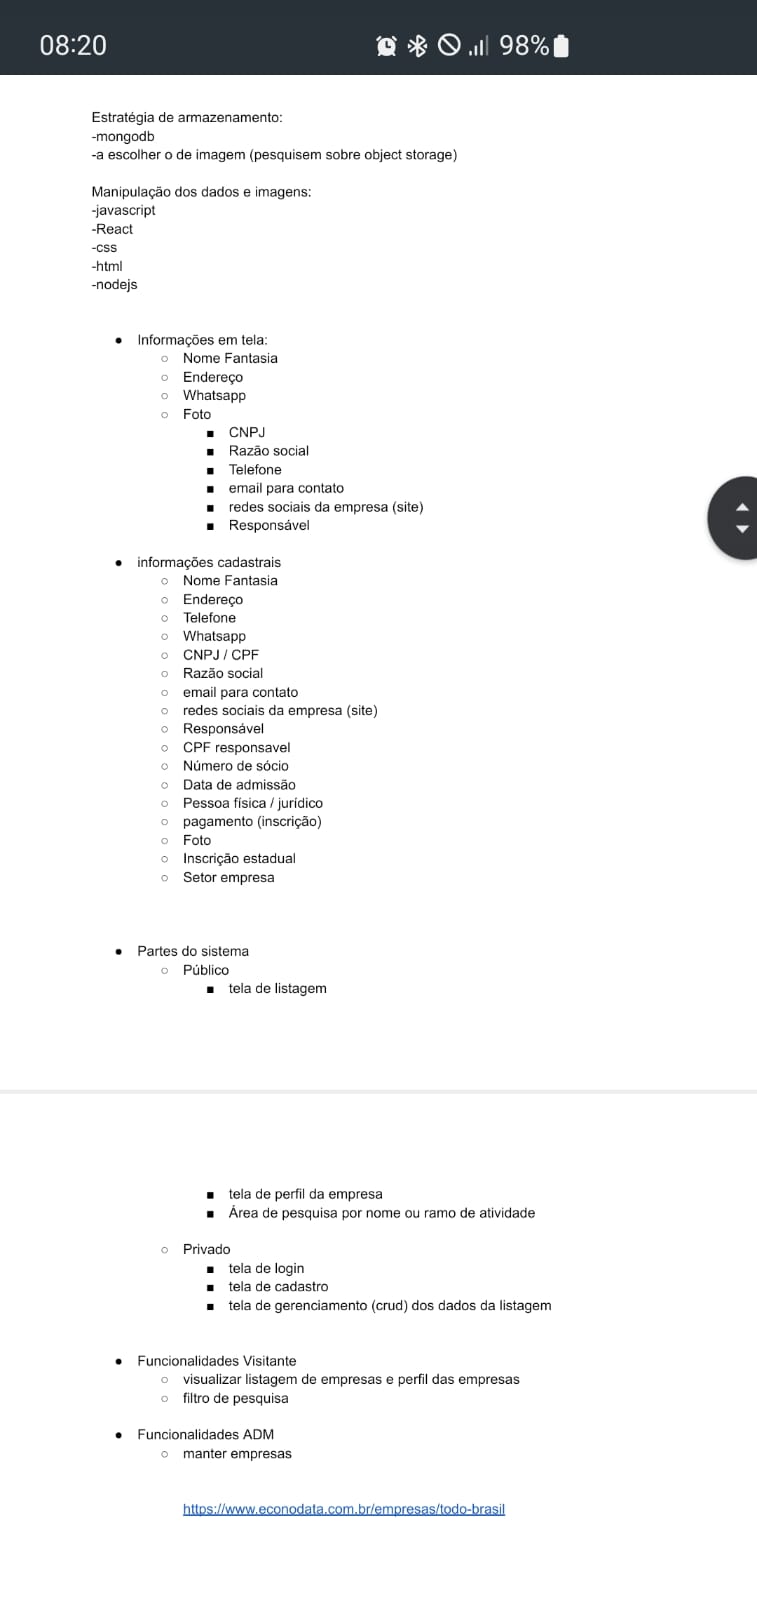 08:20
98%
Estratégia de armazenamento:
-mongodb
-a escolher o de imagem (pesquisem sobre object storage)
Manipulação dos dados e imagens:
-javascript
-React
-css
-html
-nodejs
● Informações em tela:
○ Nome Fantasia
○ Endereço
○ Whatsapp
○ Foto
■ CNPJ
■ Razão social
■ Telefone
■ email para contato
■ redes sociais da empresa (site)
■ Responsável
● informações cadastrais
○ Nome Fantasia
○ Endereço
○ Telefone
○ Whatsapp
○ CNPJ / CPF
○ Razão social
○ email para contato
○ redes sociais da empresa (site)
○ Responsável
○ CPF responsavel
○ Número de sócio
○ Data de admissão
○ Pessoa física / jurídico
○ pagamento (inscrição)
○ Foto
○ Inscrição estadual
○ Setor empresa
● Partes do sistema
○ Público
■ tela de listagem
■ tela de perfil da empresa
■ Área de pesquisa por nome ou ramo de atividade
○ Privado
■ tela de login
■ tela de cadastro
■ tela de gerenciamento (crud) dos dados da listagem
● Funcionalidades Visitante
○ visualizar listagem de empresas e perfil das empresas
○ filtro de pesquisa
● Funcionalidades ADM
○ manter empresas
https://www.econodata.com.br/empresas/todo-brasil